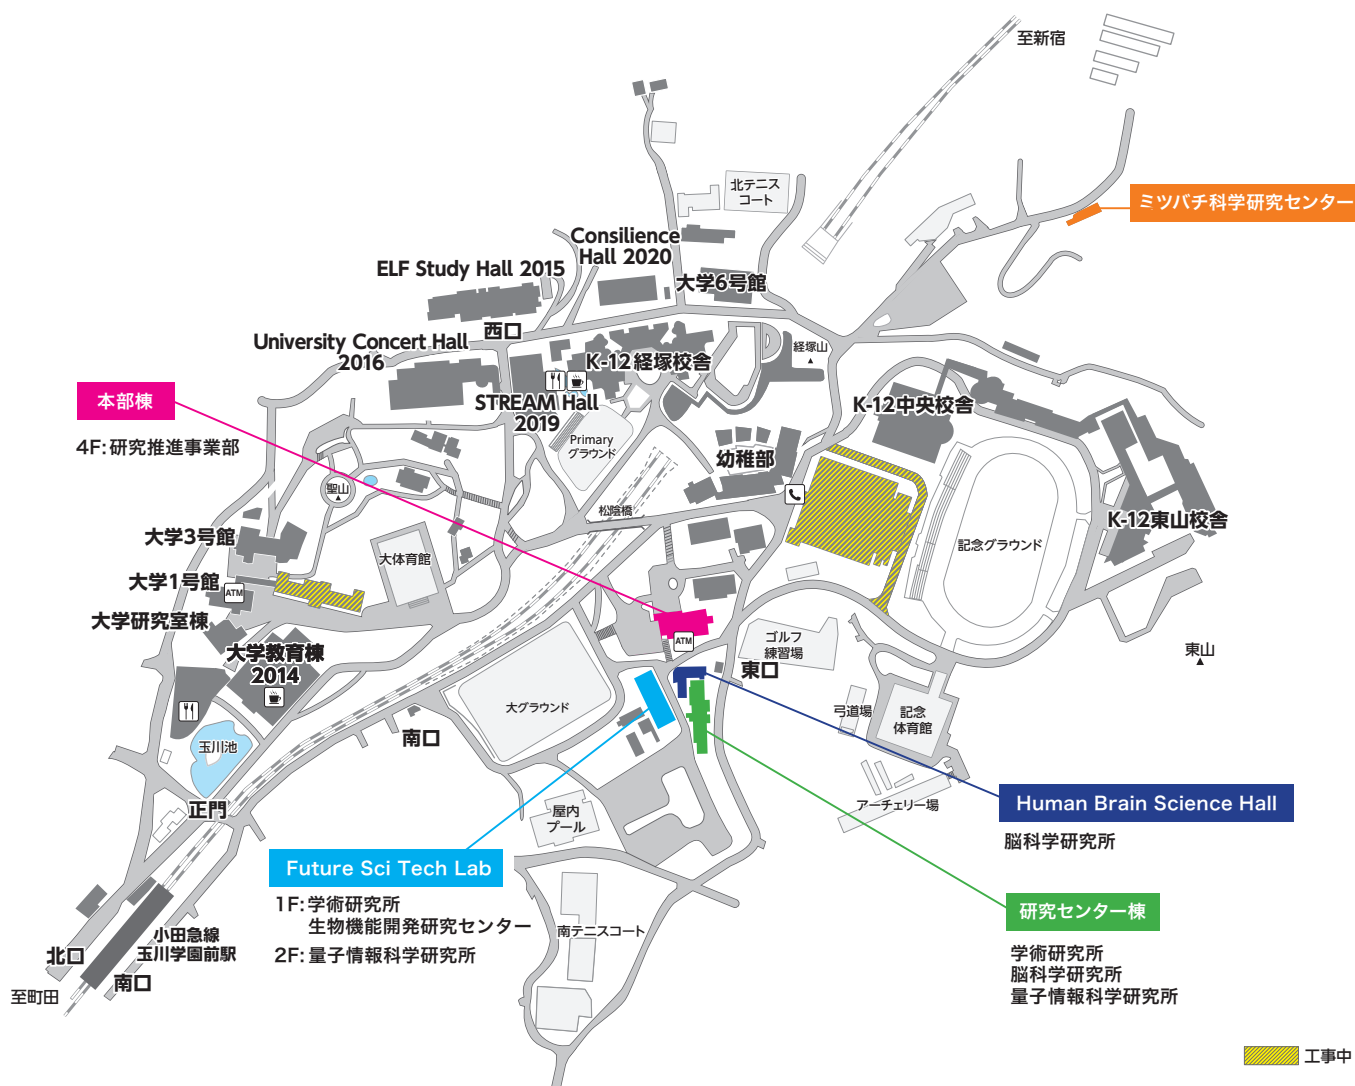 至新宿
北テニス
コート
ミツバチ科学研究センター
Consilience
Hall 2020
ELF Study Hall 2015
大学6号館
西口
University Concert Hall
2016
経塚山
K-12経塚校舎
本部棟
4F:研究推進事業部
STREAM Hall
2019
K-12中央校舎
Primary
グラウンド
幼稚部
聖山
松陰橋
K-12東山校舎
大学3号館
大体育館
記念グラウンド
大学1号館
ATM
大学研究室棟
大学教育棟
2014
ATM
ゴルフ
練習場
東口
東山
大グラウンド
弓道場
記念
体育館
南口
玉川池
正門
屋内
プール
アーチェリー場
Human Brain Science Hall
脳科学研究所
Future Sci Tech Lab
1F:学術研究所
生物機能開発研究センター
2F:量子情報科学研究所
研究センター棟
学術研究所
脳科学研究所
量子情報科学研究所
南テニスコート
小田急線
玉川学園前駅
北口
南口
至町田
工事中